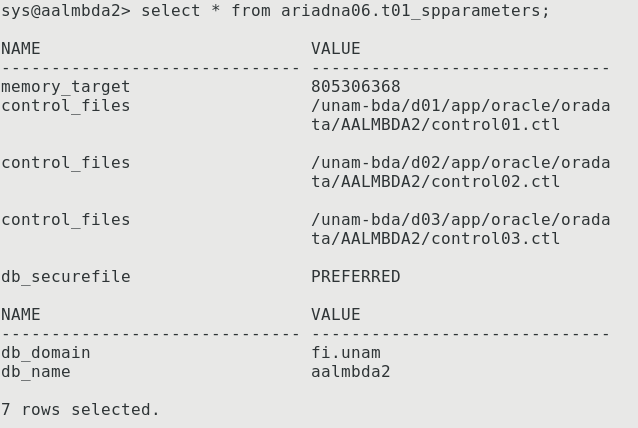 sys@aalmbda2> select * from ariadna06.t01_spparameters;
NAME VALUE
------------------------------ ------------------------------
memory_target 805306368
control_files /unam-bda/d01/app/oracle/orada
ta/AALMBDA2/control01.ctl
control_files /unam-bda/d02/app/oracle/orada
ta/AALMBDA2/control02.ctl
control_files /unam-bda/d03/app/oracle/orada
ta/AALMBDA2/control03.ctl
db_securefile PREFERRED
NAME VALUE
------------------------------ ------------------------------
db_domain fi.unam
db_name aalmbda2
7 rows selected.